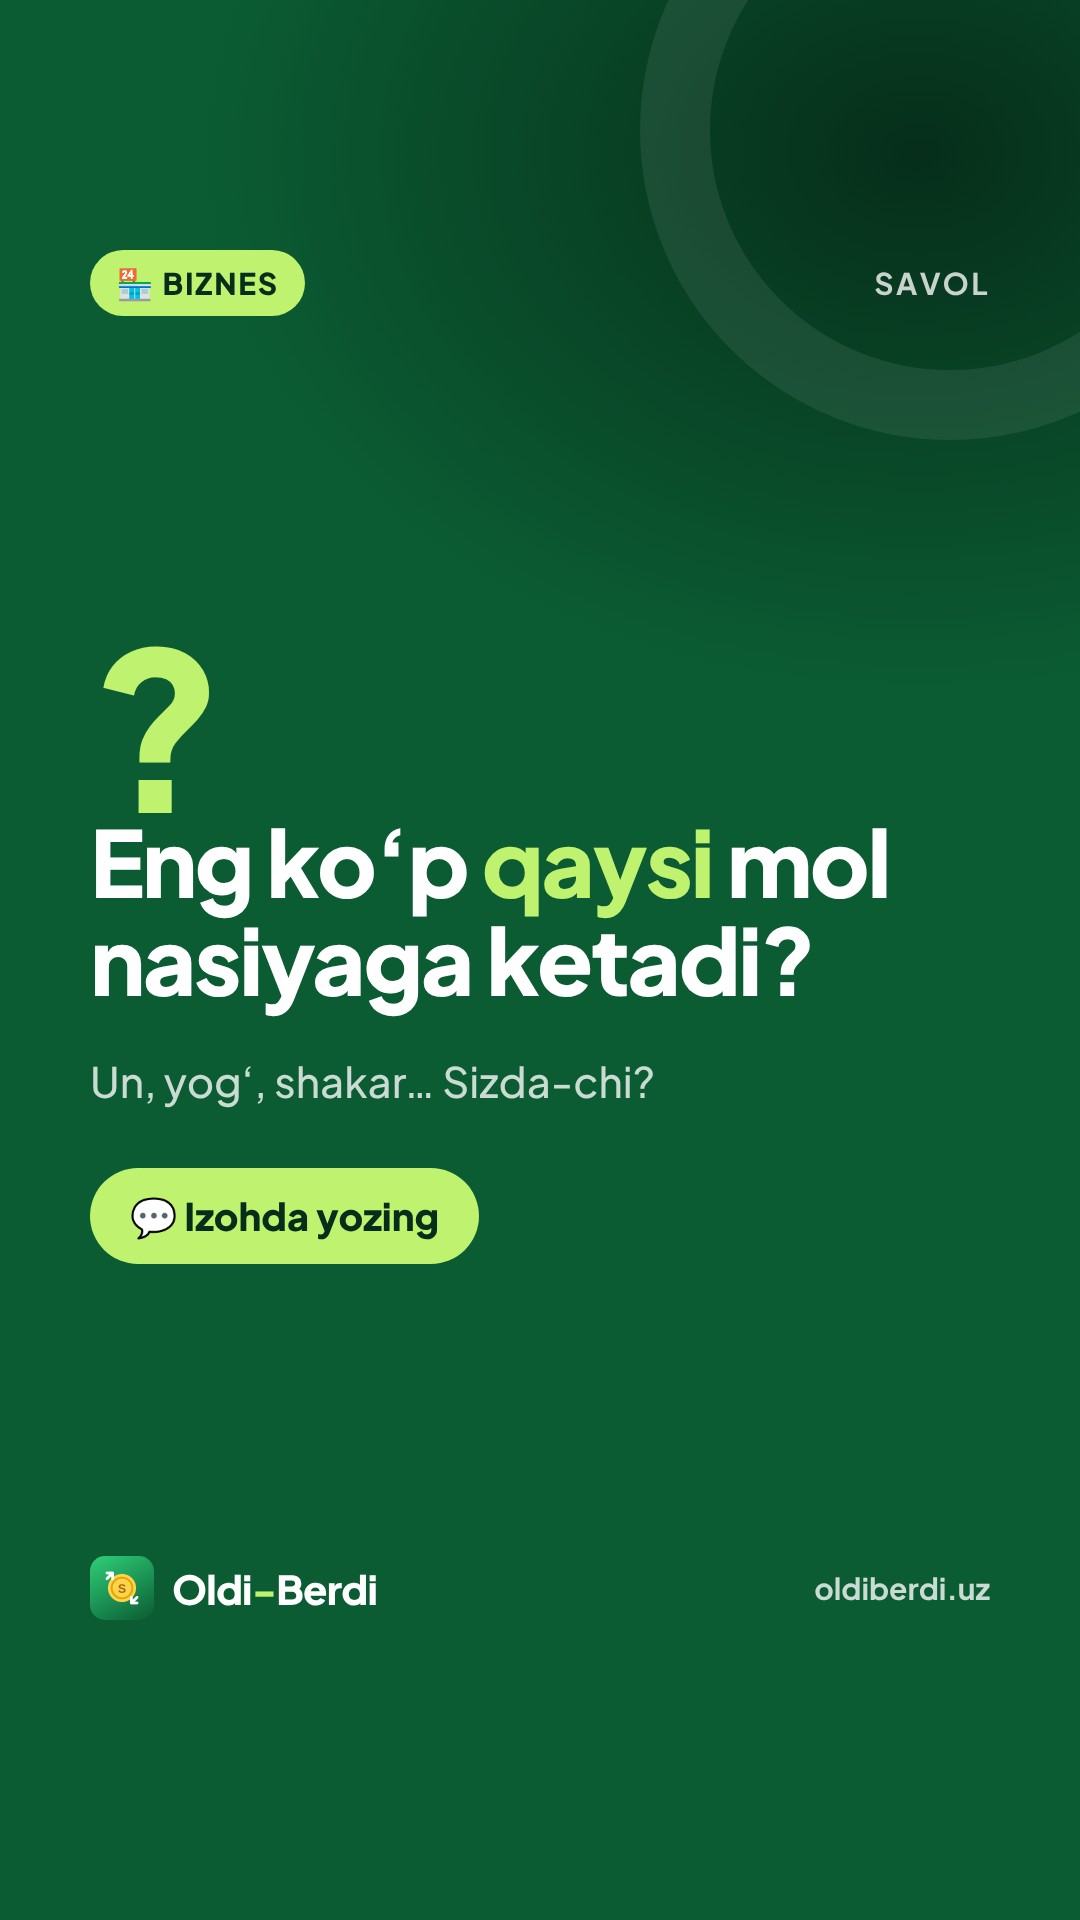 24
BIZNES
SAVOL
?
Eng ko‘p qaysi mol
nasiyaga ketadi?
Un, yog‘, shakar... Sizda-chi?
Izohda yozing
S
Oldi-Berdi
oldiberdi.uz